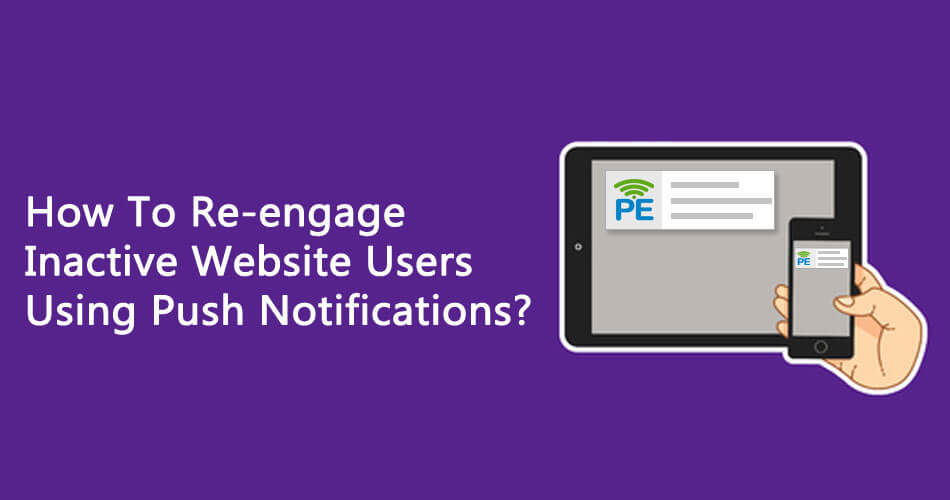 How To Re-engage
Inactive Website Users
Using Push Notifications?
PE
PE